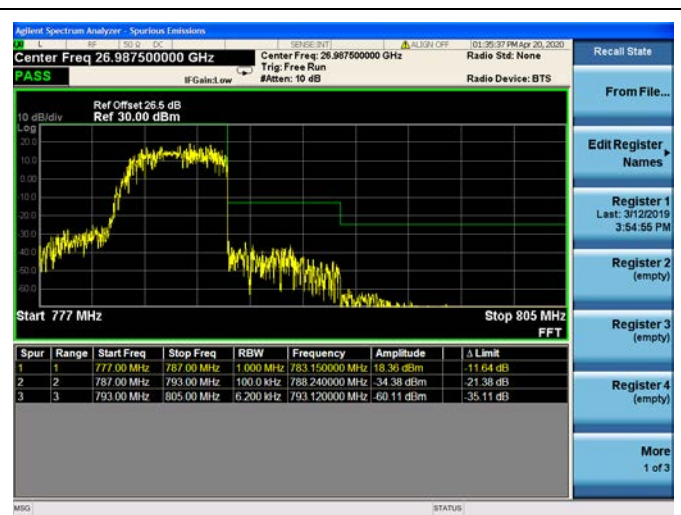 Agilent Spectrum Analyzer - Spurious Emissions
L RF 50 Ω DC SENSE:INT ALIGN OFF 01:35:37 PM Apr 20, 2020
Center Freq 26.987500000 GHz Center Freq: 26.987500000 GHz Radio Std: None
Trig: Free Run
PASS IFGain:Low #Atten: 10 dB Radio Device: BTS
Ref Offset 26.5 dB
10 dB/div Ref 30.00 dBm
Log
20.0
10.0
0.00
-10.0
-20.0
-30.0
-40.0
-50.0
-60.0
Start 777 MHz Stop 805 MHz
FFT
Spur Range Start Freq Stop Freq RBW Frequency Amplitude Δ Limit
1 1 777.00 MHz 787.00 MHz 1.000 MHz 783.150000 MHz 18.36 dBm -11.64 dB
2 2 787.00 MHz 793.00 MHz 100.0 kHz 788.240000 MHz -34.38 dBm -21.38 dB
3 3 793.00 MHz 805.00 MHz 6.200 kHz 793.120000 MHz -60.11 dBm -35.11 dB
MSG STATUS
Recall State
From File...
Edit Register
Names
Register 1
Last: 3/12/2019
3:54:55 PM
Register 2
(empty)
Register 3
(empty)
Register 4
(empty)
More
1 of 3